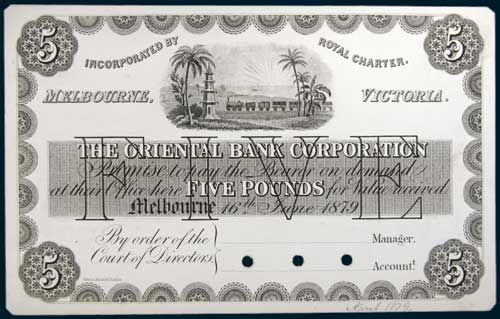 5 5
INCORPORATED BY ROYAL CHARTER.
MELBOURNE. VICTORIA.
FIVE
THE ORIENTAL BANK CORPORATION
Promise to pay the Bearer on demand
at their Office here FIVE POUNDS for Value received
Melbourne 16th June 1879
By order of the Manager.
Court of Directors, Account.t
5 5
April 1879